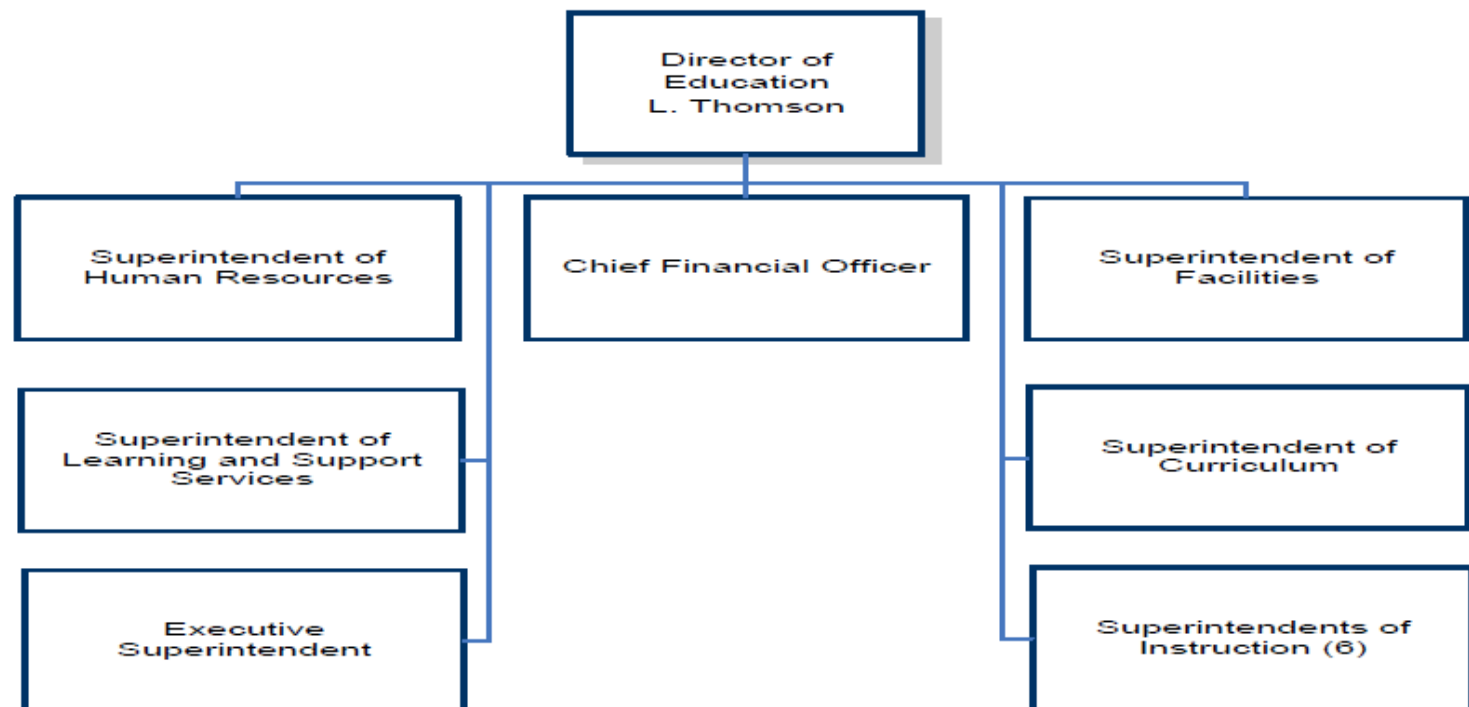 Director of
Education
L. Thomson
Superintendent of
Human Resources
Chief Financial Officer
Superintendent of
Facilities
Superintendent of
Learning and Support
Services
Superintendent of
Curriculum
Executive
Superintendent
Superintendents of
Instruction (6)